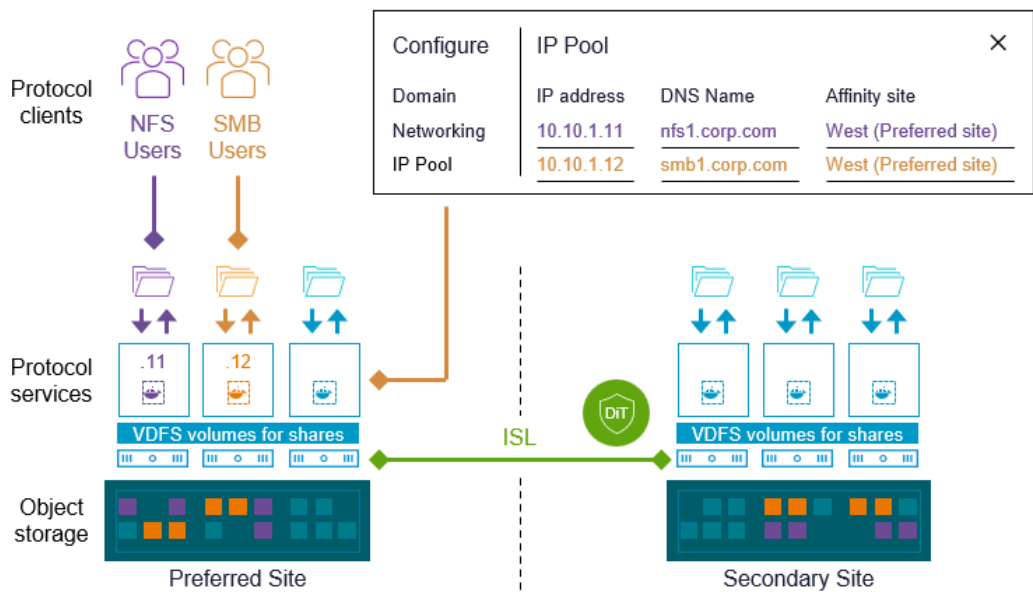 Configure
IP Pool
Domain
IP address
DNS Name
Affinity site
Networking
10.10.1.11
nfs1.corp.com
West (Preferred site)
IP Pool
10.10.1.12
smb1.corp.com
West (Preferred site)
Protocol
clients
NFS
Users
SMB
Users
Protocol
services
.11
.12
VDFS volumes for shares
VDFS volumes for shares
ISL
DiT
Object
storage
Preferred Site
Secondary Site